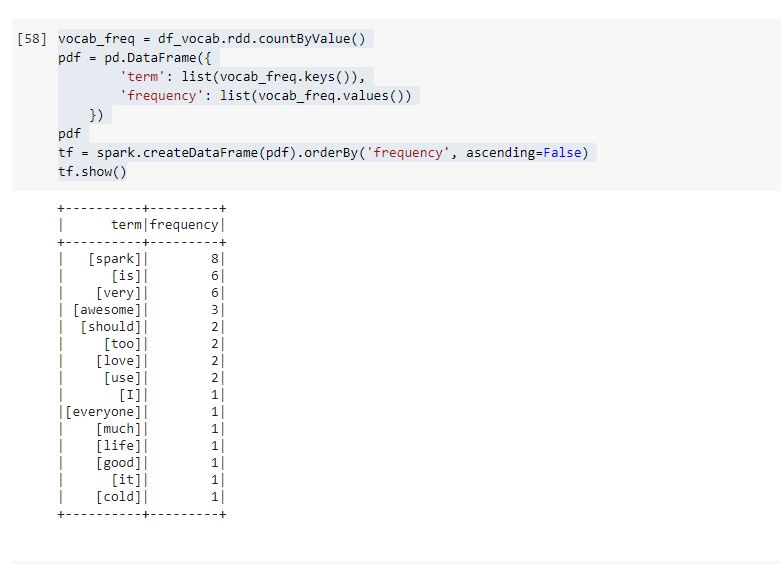 [58] vocab_freq = df_vocab.rdd.countByValue()
pdf = pd.DataFrame({
        'term': list(vocab_freq.keys()),
        'frequency': list(vocab_freq.values())
    })
pdf
tf = spark.createDataFrame(pdf).orderBy('frequency', ascending=False)
tf.show()
+----------+---------+
|      term|frequency|
+----------+---------+
|   [spark]|        8|
|      [is]|        6|
|    [very]|        6|
| [awesome]|        3|
|  [should]|        2|
|     [too]|        2|
|    [love]|        2|
|     [use]|        2|
|       [I]|        1|
|[everyone]|        1|
|    [much]|        1|
|    [life]|        1|
|    [good]|        1|
|      [it]|        1|
|    [cold]|        1|
+----------+---------+